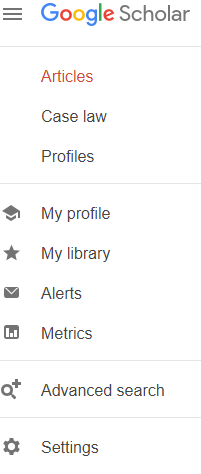 Google Scholar
Articles
Case law
Profiles
My profile
My library
Alerts
Metrics
Advanced search
Settings